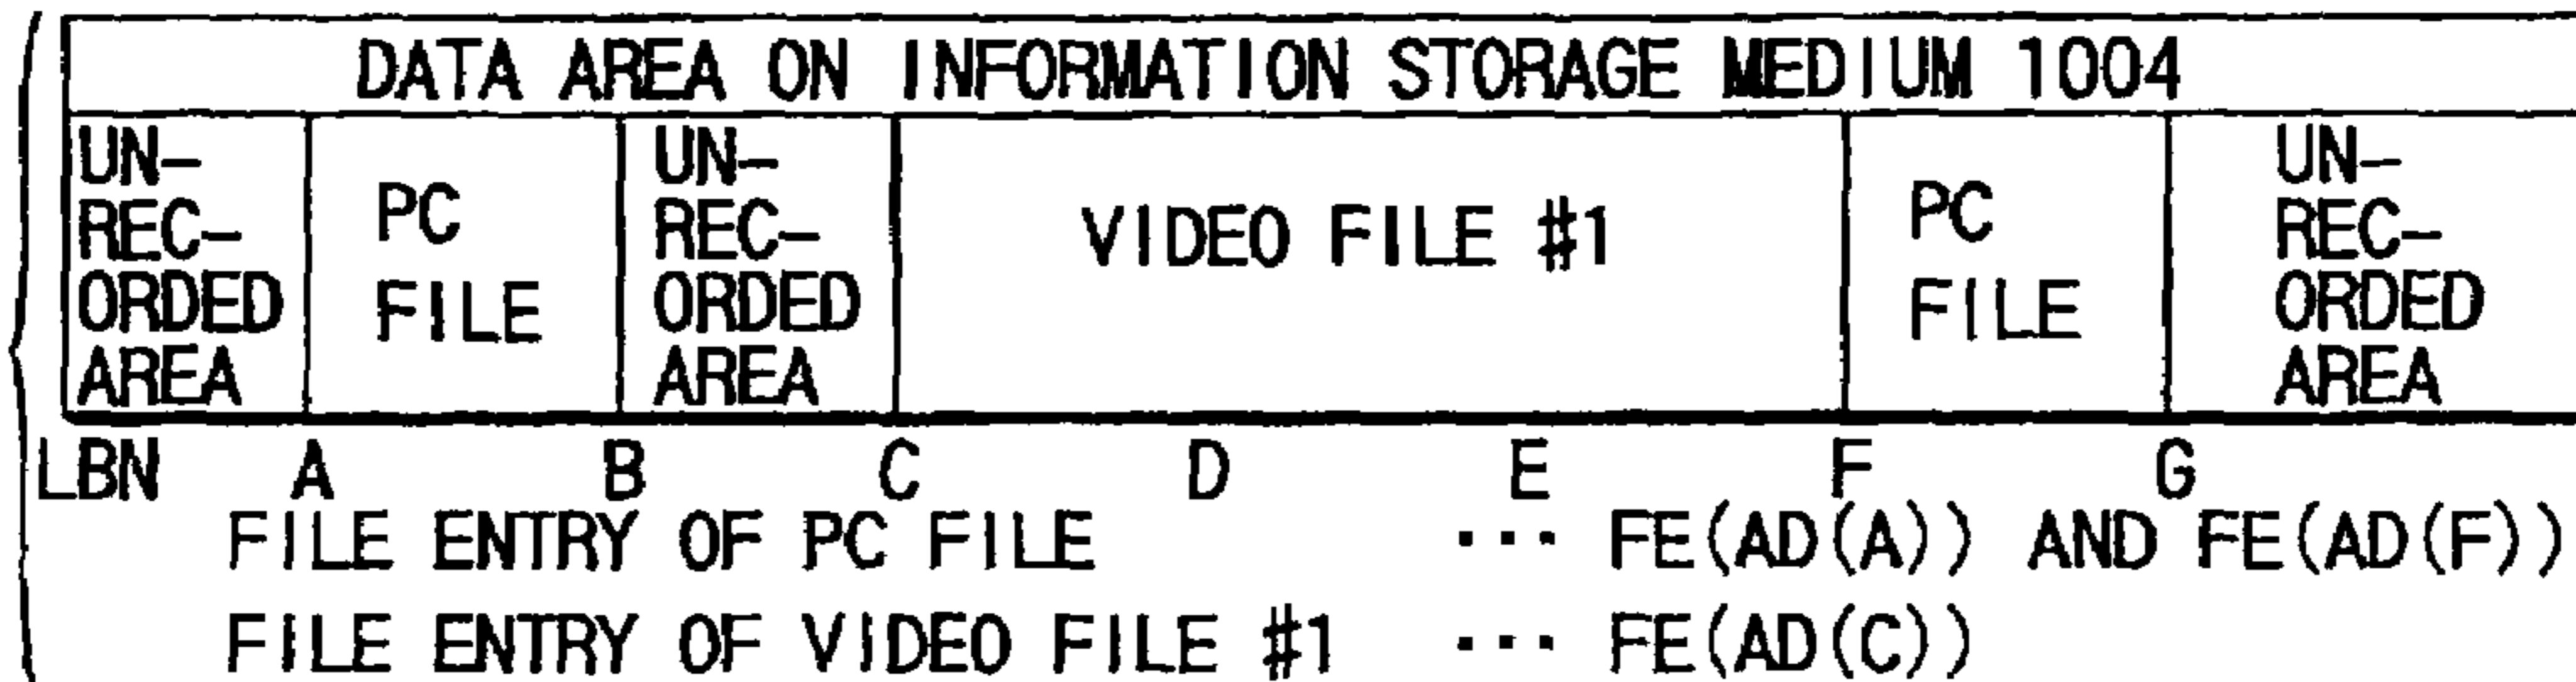 DATA AREA ON INFORMATION STORAGE MEDIUM 1004
UN-
REC-
ORDED
AREA
PC
FILE
UN-
REC-
ORDED
AREA
VIDEO FILE #1
PC
FILE
UN-
REC-
ORDED
AREA
LBN A B C D E F G
FILE ENTRY OF PC FILE ... FE(AD(A)) AND FE(AD(F))
FILE ENTRY OF VIDEO FILE #1 ... FE(AD(C))